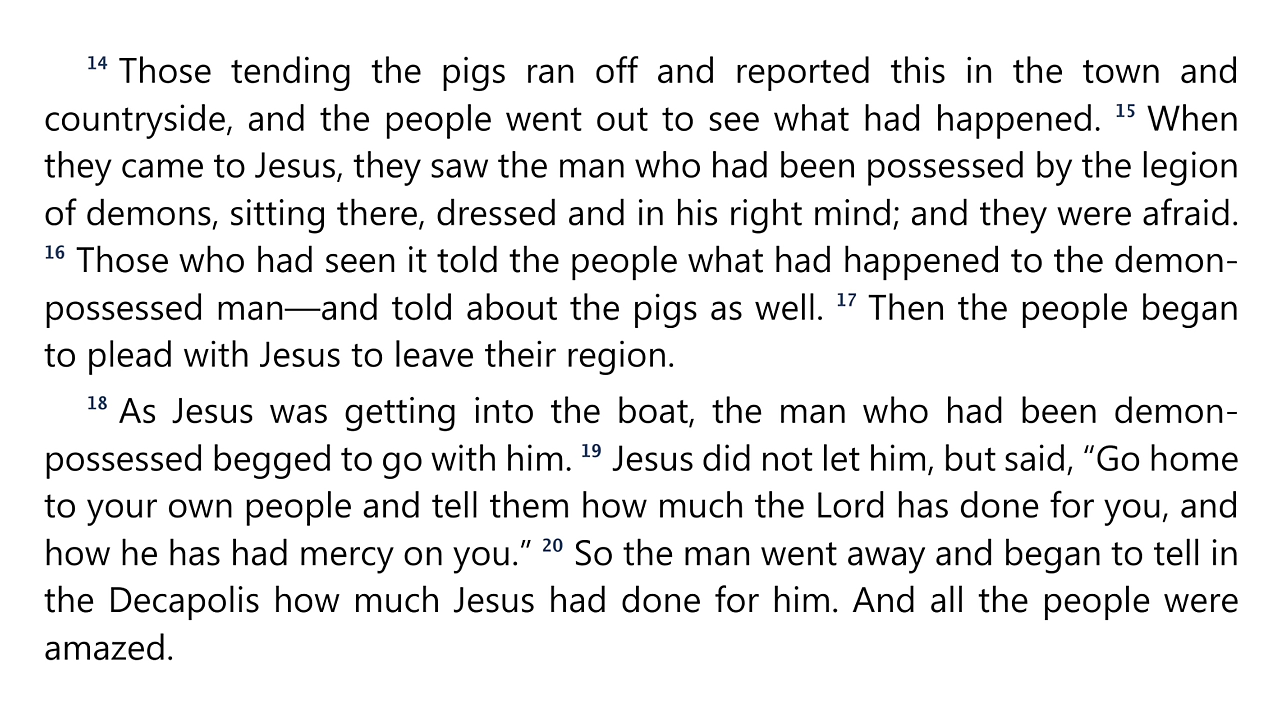 14 Those tending the pigs ran off and reported this in the town and
countryside, and the people went out to see what had happened. 15 When
they came to Jesus, they saw the man who had been possessed by the legion
of demons, sitting there, dressed and in his right mind; and they were afraid.
16 Those who had seen it told the people what had happened to the demon-
possessed man—and told about the pigs as well. 17 Then the people began
to plead with Jesus to leave their region.
18 As Jesus was getting into the boat, the man who had been demon-
possessed begged to go with him. 19 Jesus did not let him, but said, “Go home
to your own people and tell them how much the Lord has done for you, and
how he has had mercy on you.” 20 So the man went away and began to tell in
the Decapolis how much Jesus had done for him. And all the people were
amazed.